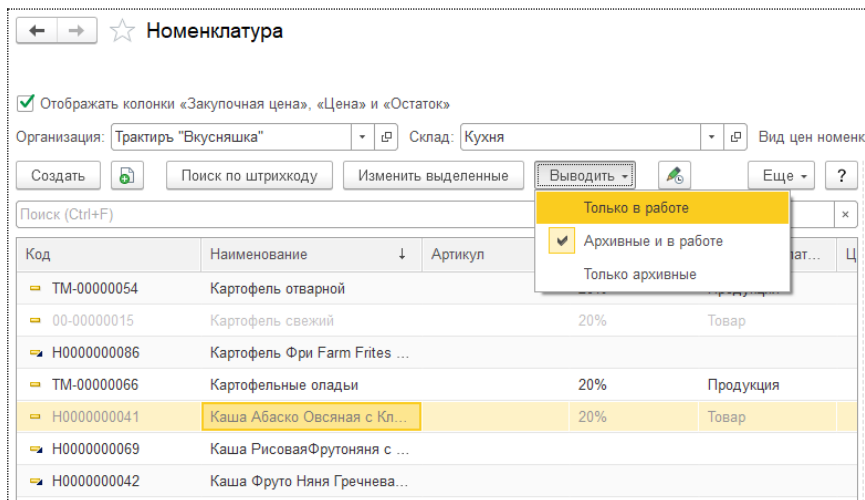 Номенклатура
Отображать колонки «Закупочная цена», «Цена» и «Остаток»
Организация: Трактиръ "Вкусняшка" Склад: Кухня Вид цен номенк
Создать Поиск по штрихкоду Изменить выделенные Выводить Еще ?
Поиск (Ctrl+F) ×
Только в работе
Архивные и в работе
Только архивные
Код Наименование ↓ Артикул лат... Ц
ТМ-00000054 Картофель отварной 20% Продукция
00-00000015 Картофель свежий 20% Товар
Н0000000086 Картофель Фри Farm Frites ...
ТМ-00000066 Картофельные оладьи 20% Продукция
Н0000000041 Каша Абаско Овсяная с Кл... 20% Товар
Н0000000069 Каша РисоваяФрутоняня с ...
Н0000000042 Каша Фруто Няня Гречнева...